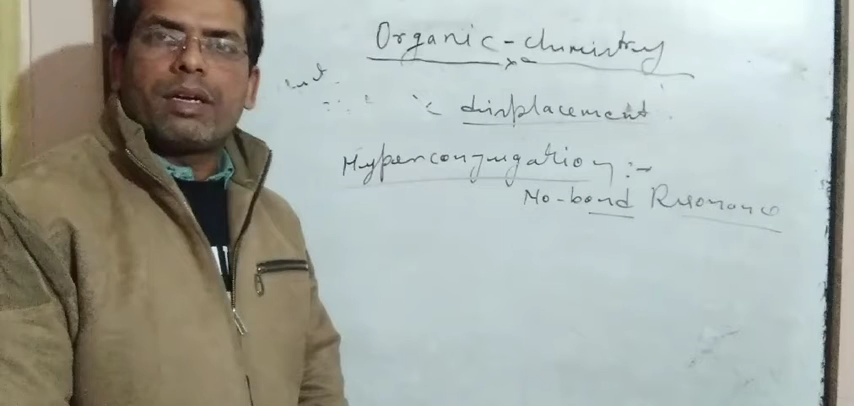 Organic-chemistry
displacement
Hyperconjugation :-
No-bond Resonance